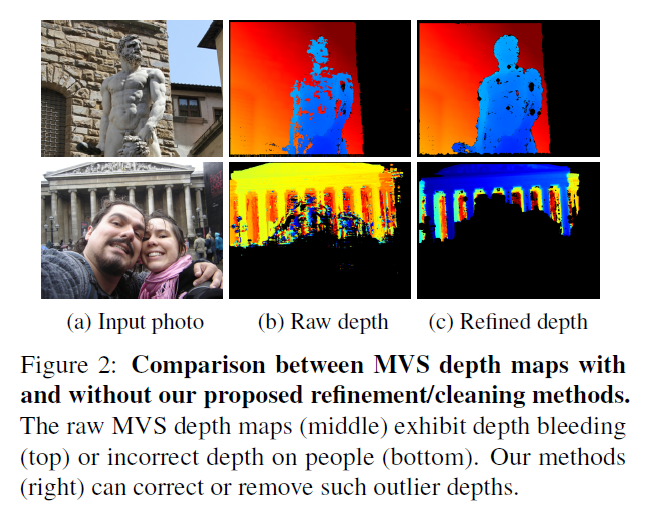 (a) Input photo (b) Raw depth (c) Refined depth
Figure 2: Comparison between MVS depth maps with
and without our proposed refinement/cleaning methods.
The raw MVS depth maps (middle) exhibit depth bleeding
(top) or incorrect depth on people (bottom). Our methods
(right) can correct or remove such outlier depths.